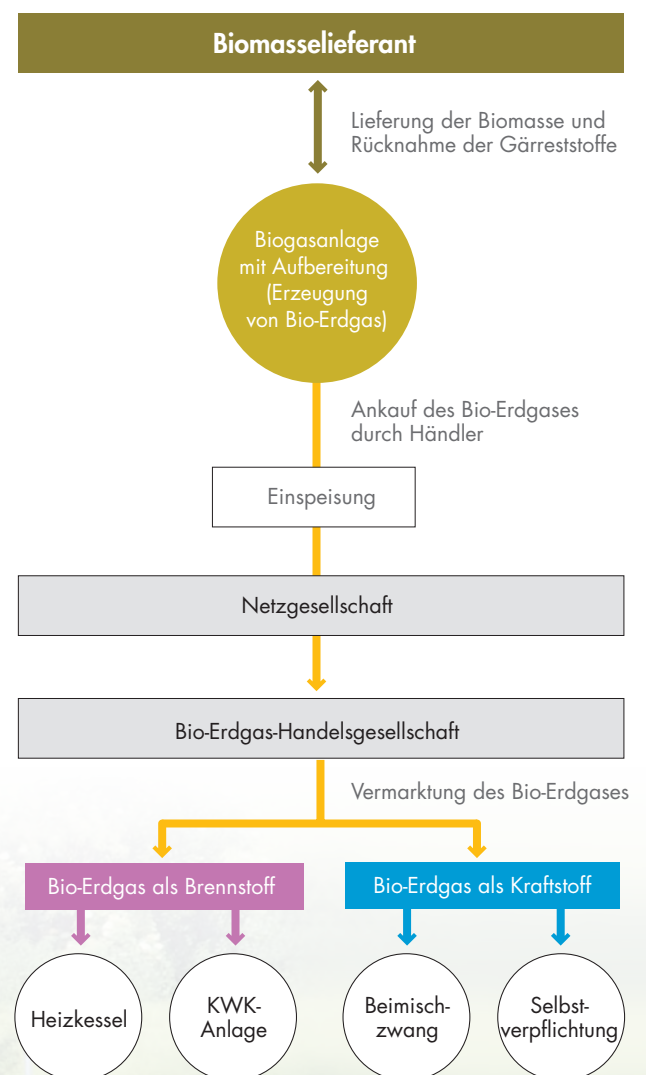 Biomasselieferant
Lieferung der Biomasse und
Rücknahme der Gärreststoffe
Biogasanlage
mit Aufbereitung
(Erzeugung
von Bio-Erdgas)
Ankauf des Bio-Erdgases
durch Händler
Einspeisung
Netzgesellschaft
Bio-Erdgas-Handelsgesellschaft
Vermarktung des Bio-Erdgases
Bio-Erdgas als Brennstoff
Bio-Erdgas als Kraftstoff
Heizkessel
KWK-
Anlage
Beimisch-
zwang
Selbst-
verpflichtung